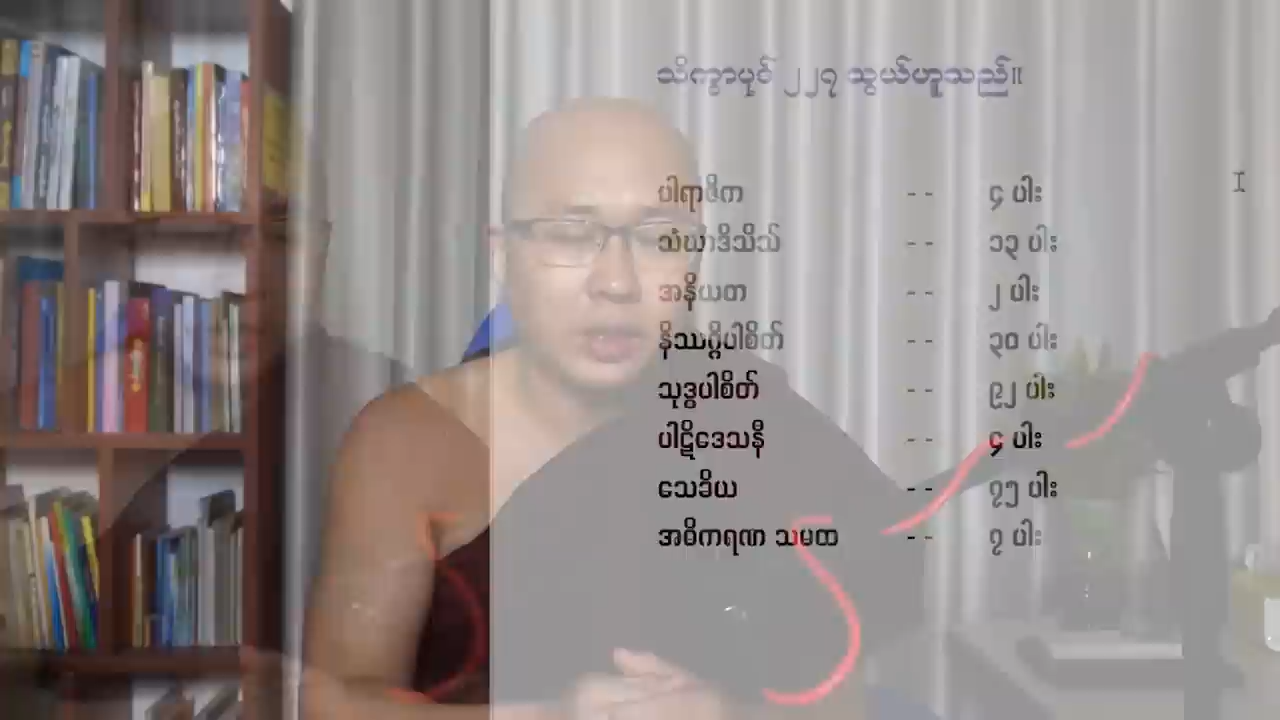 သိက္ခာပုဒ် ၂၂၇ သွယ်ဟူသည်။
ပါရာဇိက - - ၄ ပါး
သံဃာဒိသိသ် - - ၁၃ ပါး
အနိယတ - - ၂ ပါး
နိဿဂ္ဂိပါစိတ် - - ၃၀ ပါး
သုဒ္ဓပါစိတ် - - ၉၂ ပါး
ပါဋိဒေသနီ - - ၄ ပါး
သေခိယ - - ၇၅ ပါး
အဓိကရဏ သမထ - - ၇ ပါး